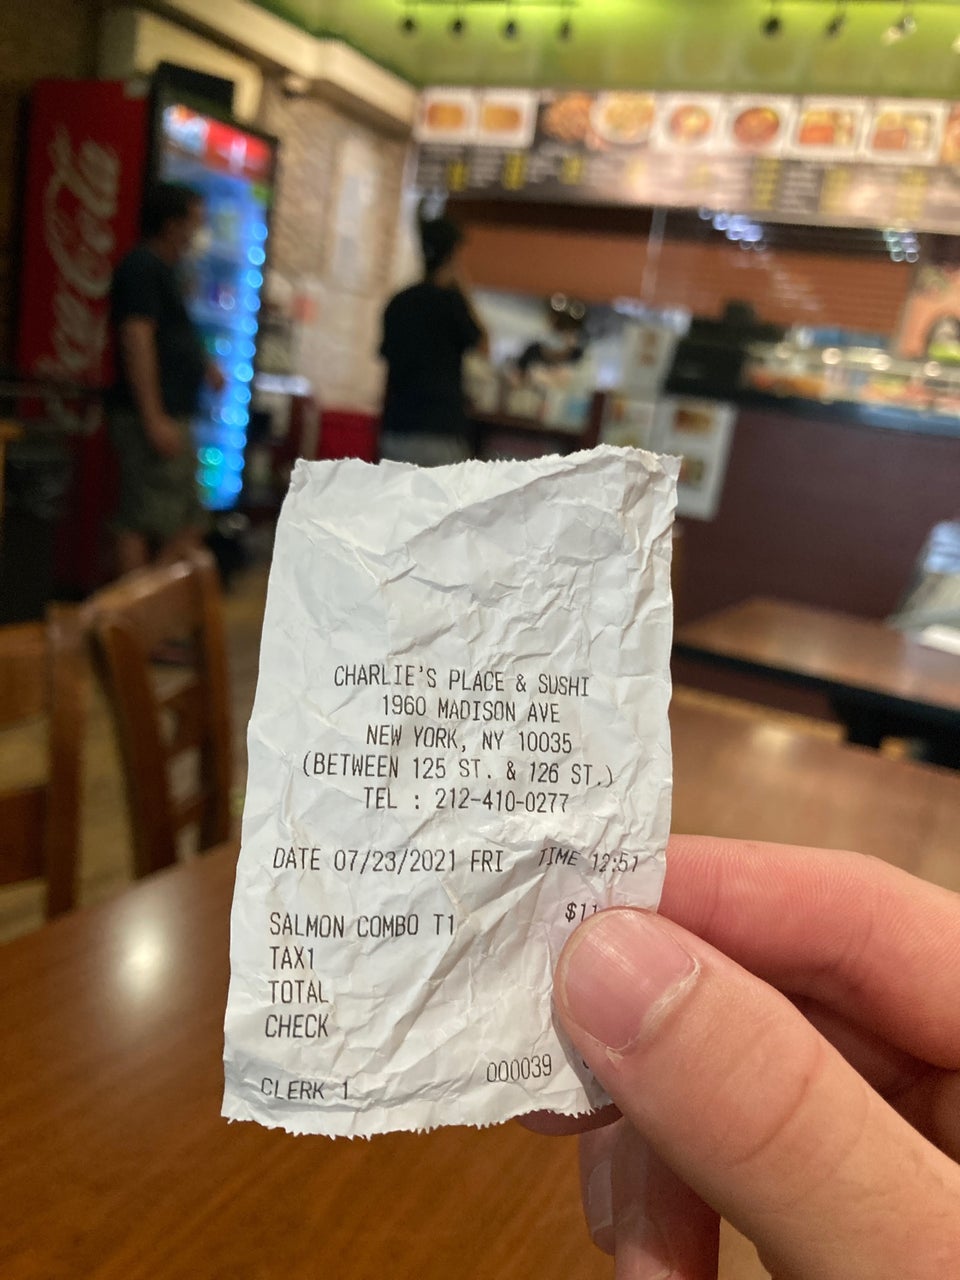 Coca-Cola
CHARLIE'S PLACE & SUSHI
1960 MADISON AVE
NEW YORK, NY 10035
(BETWEEN 125 ST. & 126 ST.)
TEL : 212-410-0277
DATE 07/23/2021 FRI TIME 12:51
SALMON COMBO T1 $11
TAX1
TOTAL
CHECK
000039
CLERK 1